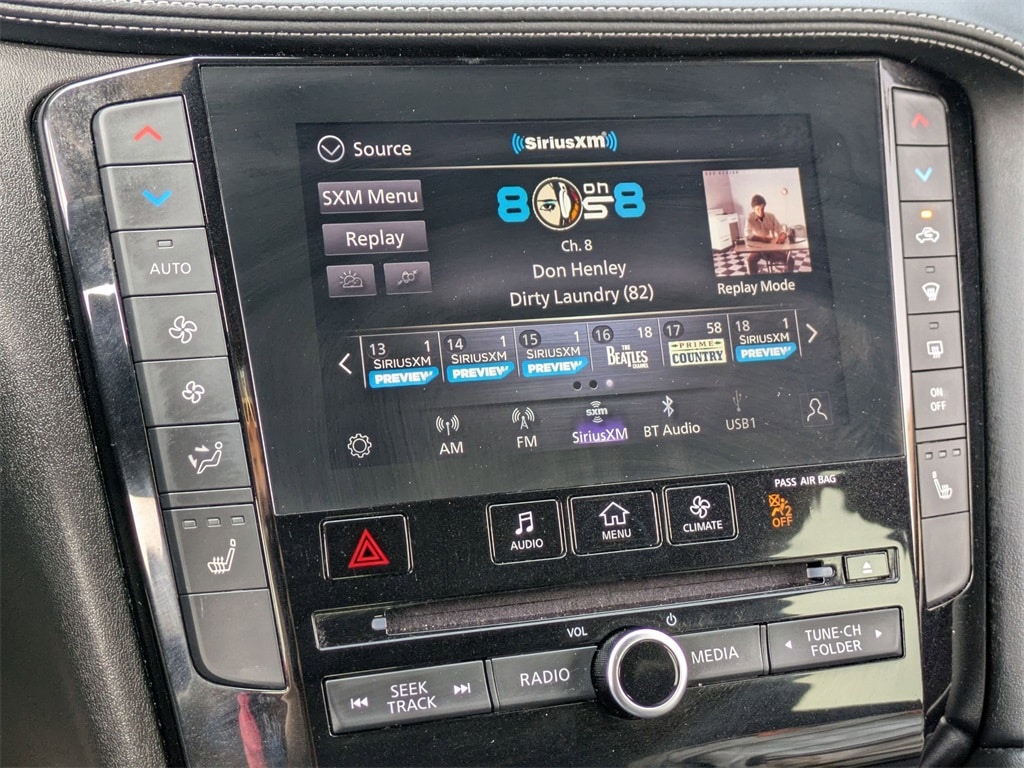 Source
SiriusXM
SXM Menu
8 on 8
Replay
Ch. 8
Don Henley
Dirty Laundry (82)
Replay Mode
13 1
SIRIUSXM
PREVIEW
14 1
SIRIUSXM
PREVIEW
15 1
SIRIUSXM
PREVIEW
16 18
THE
BEATLES
CHANNEL
17 58
PRIME
COUNTRY
18 1
SIRIUSXM
PREVIEW
AM
FM
sxm
SiriusXM
BT Audio
USB1
AUTO
ON
OFF
PASS AIR BAG
2
OFF
AUDIO
MENU
CLIMATE
VOL
SEEK
TRACK
RADIO
MEDIA
TUNE-CH
FOLDER